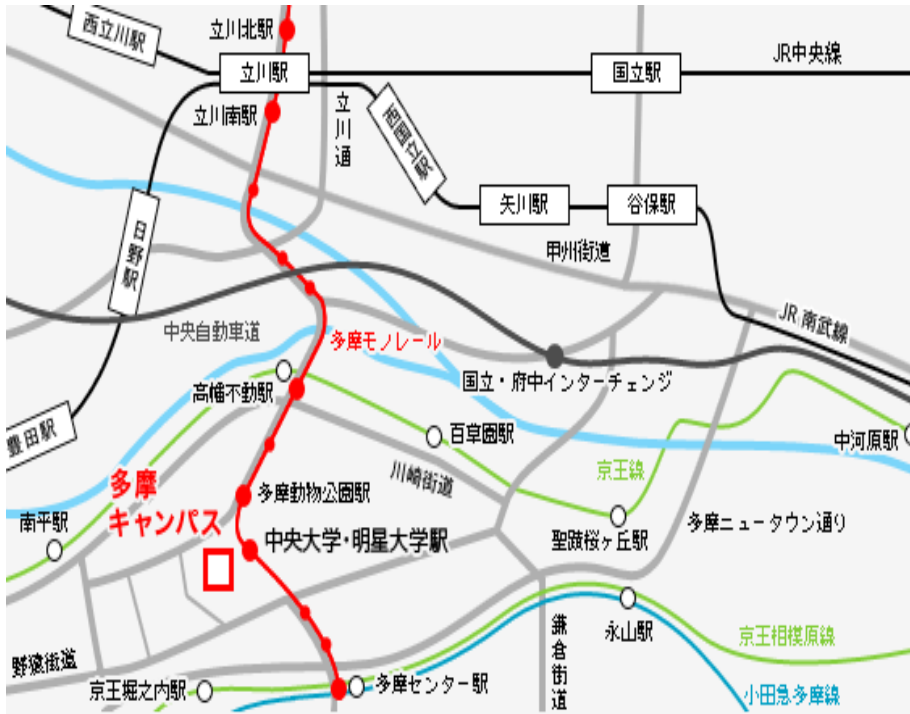 立川北駅
西立川駅
立川駅
国立駅
JR中央線
立川南駅
立川通
西国立駅
矢川駅
谷保駅
日野駅
甲州街道
中央自動車道
多摩モノレール
JR南武線
国立・府中インターチェンジ
高幡不動駅
百草園駅
中河原駅
豊田駅
川崎街道
京王線
多摩
キャンパス
多摩動物公園駅
南平駅
中央大学・明星大学駅
聖蹟桜ヶ丘駅
多摩ニュータウン通り
鎌倉街道
永山駅
京王相模原線
野猿街道
京王堀之内駅
多摩センター駅
小田急多摩線